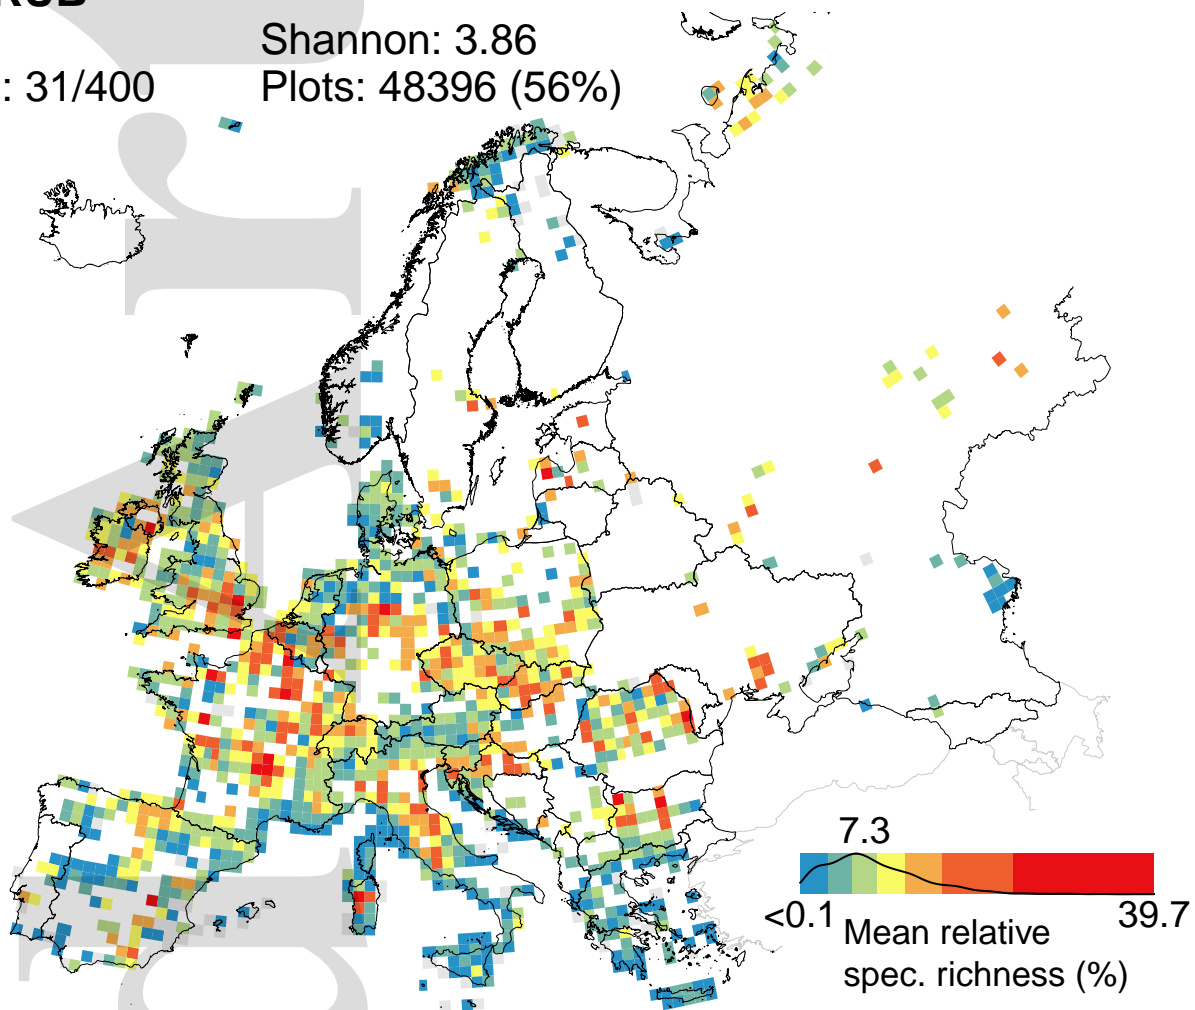 Shannon: 3.86
: 31/400
Plots: 48396 (56%)
7.3
<0.1
39.7
Mean relative
spec. richness (%)